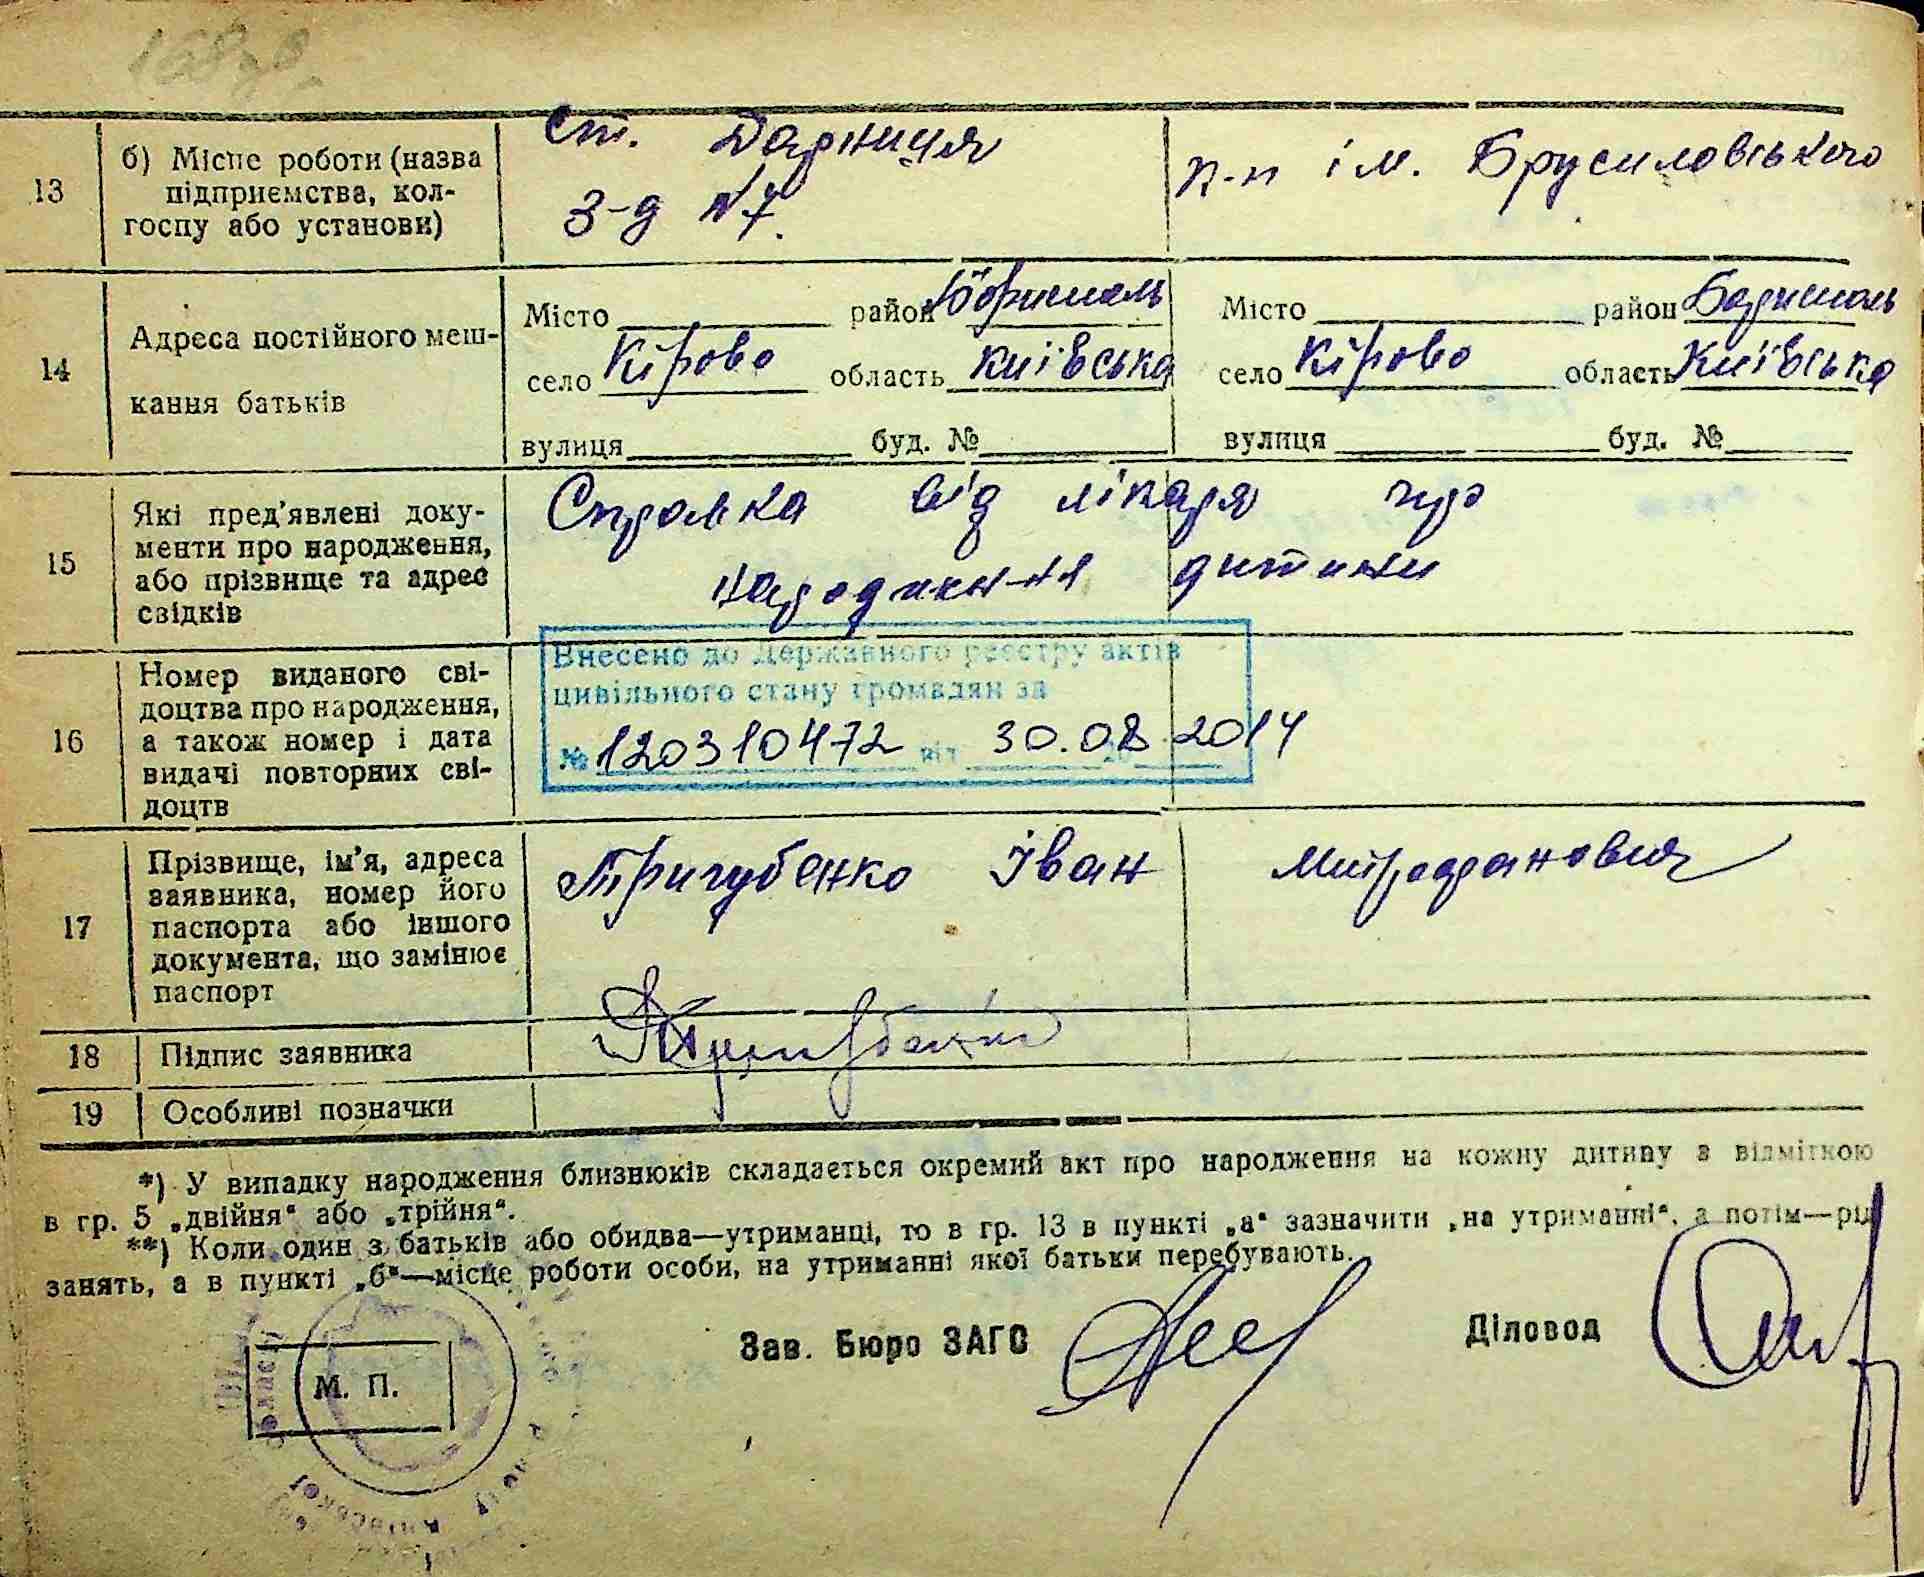 13
б) Місце роботи (назва
підприємства, кол-
госпу або установи)
ст. Дарниця
З-д №7.
к-п ім. Брусиловського
14
Адреса постійного меш-
кання батьків
Місто район Бориспіль
село Кірово область Київська
вулиця буд. №
Місто район Бориспіль
село Кірово область Київська
вулиця буд. №
15
Які пред'явлені доку-
менти про народження,
або прізвище та адрес
свідків
Справка від лікаря про
народження дитини
16
Номер виданого сві-
доцтва про народження,
а також номер і дата
видачі повторних сві-
доцтв
Внесено до Державного реєстру актів
цивільного стану громадян за
№ 120310472 від 30.08 2014
17
Прізвище, ім'я, адреса
заявника, номер його
паспорта або іншого
документа, що замінює
паспорт
Тригубенко Іван Митрофанович
18
Підпис заявника
19
Особливі позначки
*) У випадку народження близнюків складається окремий акт про народження на кожну дитину з відміткою
в гр. 5 „двійня“ або „трійня“.
**) Коли один з батьків або обидва—утриманці, то в гр. 13 в пункті „а“ зазначити „на утриманні“, а потім—рід
занять, а в пункті „б“—місце роботи особи, на утриманні якої батьки перебувають.
М. П.
Зав. Бюро ЗАГС
Діловод